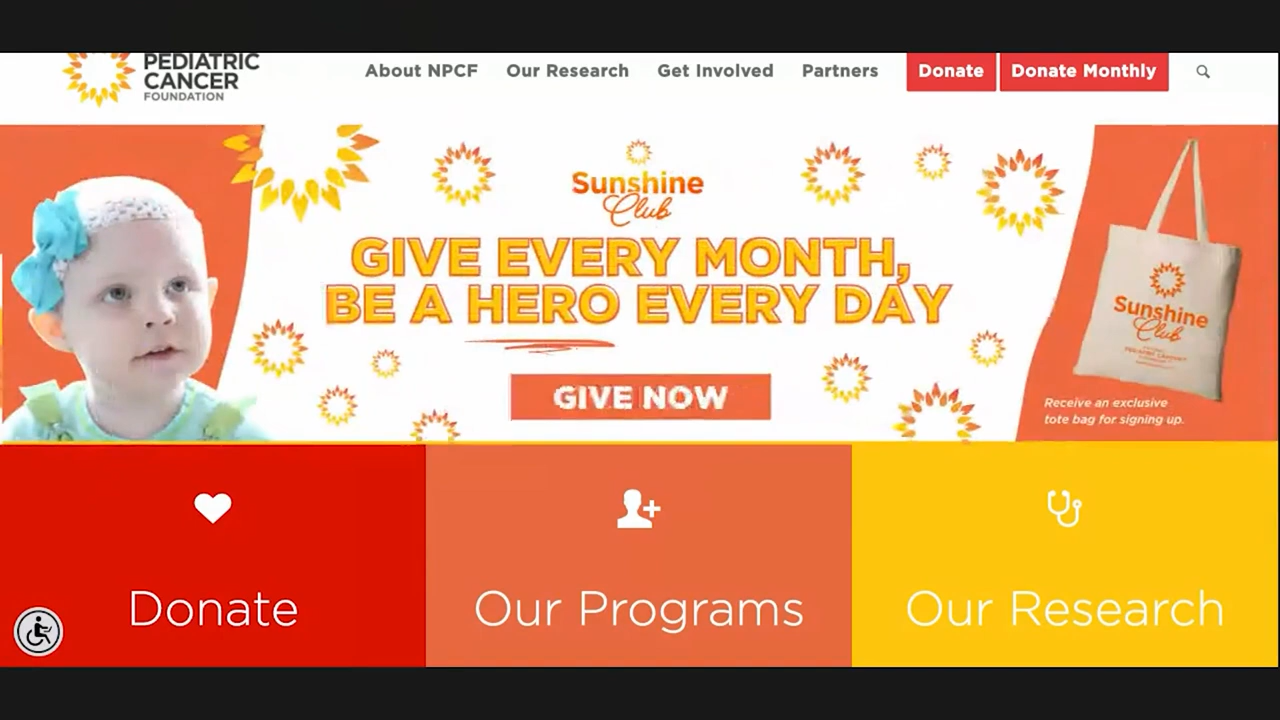 PEDIATRIC
CANCER
FOUNDATION
About NPCF Our Research Get Involved Partners Donate Donate Monthly
Sunshine
Club
GIVE EVERY MONTH,
BE A HERO EVERY DAY
GIVE NOW
Sunshine
Club
PEDIATRIC CANCER
Receive an exclusive
tote bag for signing up.
Donate
Our Programs
Our Research